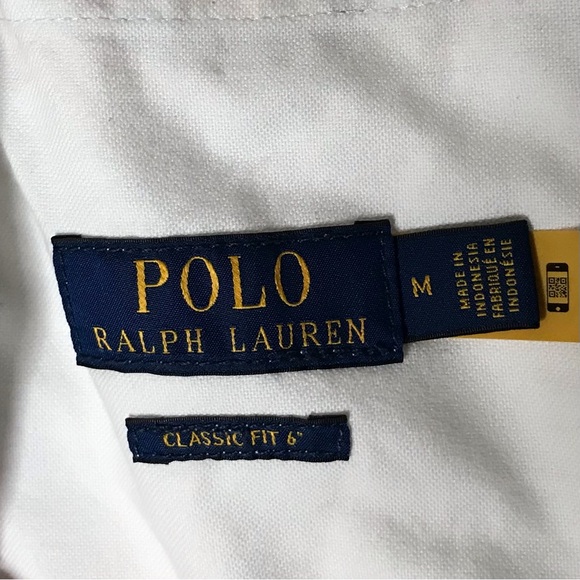 POLO
RALPH LAUREN
M
MADE IN
INDONESIA
FABRIQUÉ EN
INDONÉSIE
CLASSIC FIT 6"